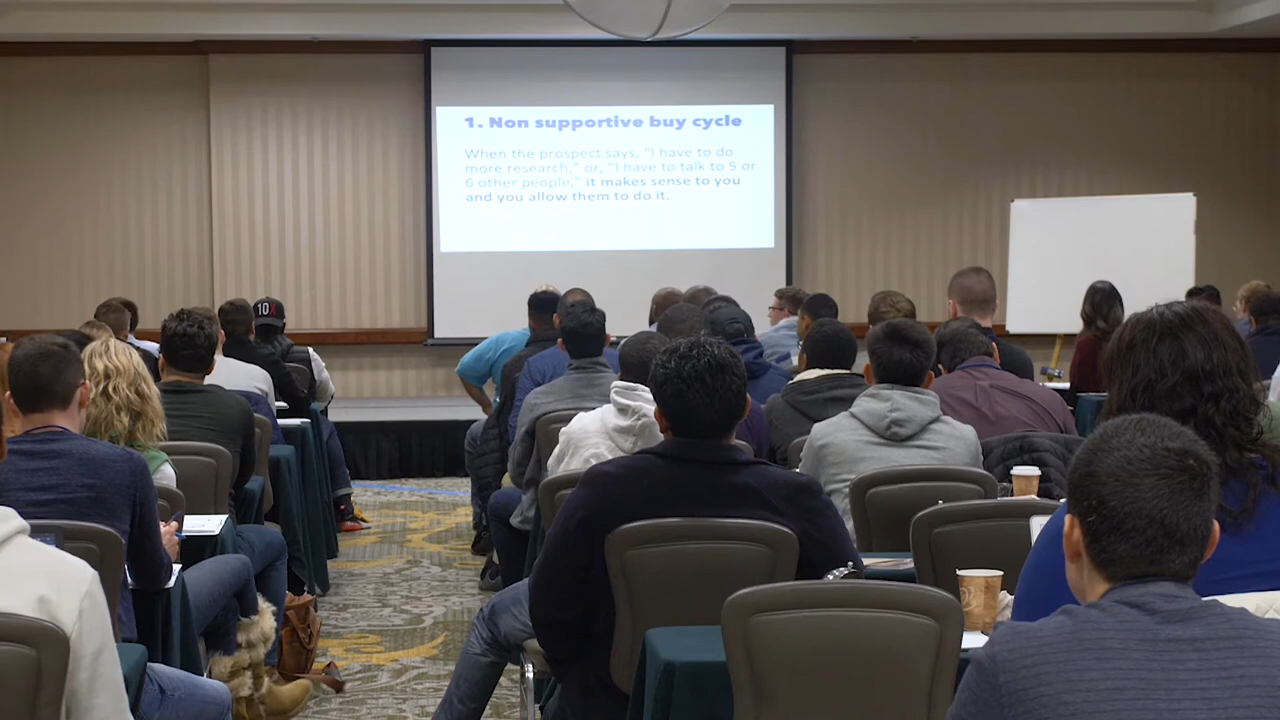 1. Non supportive buy cycle
When the prospect says, "I have to do
more research," or, "I have to talk to 5 or
6 other people," it makes sense to you
and you allow them to do it.
10X